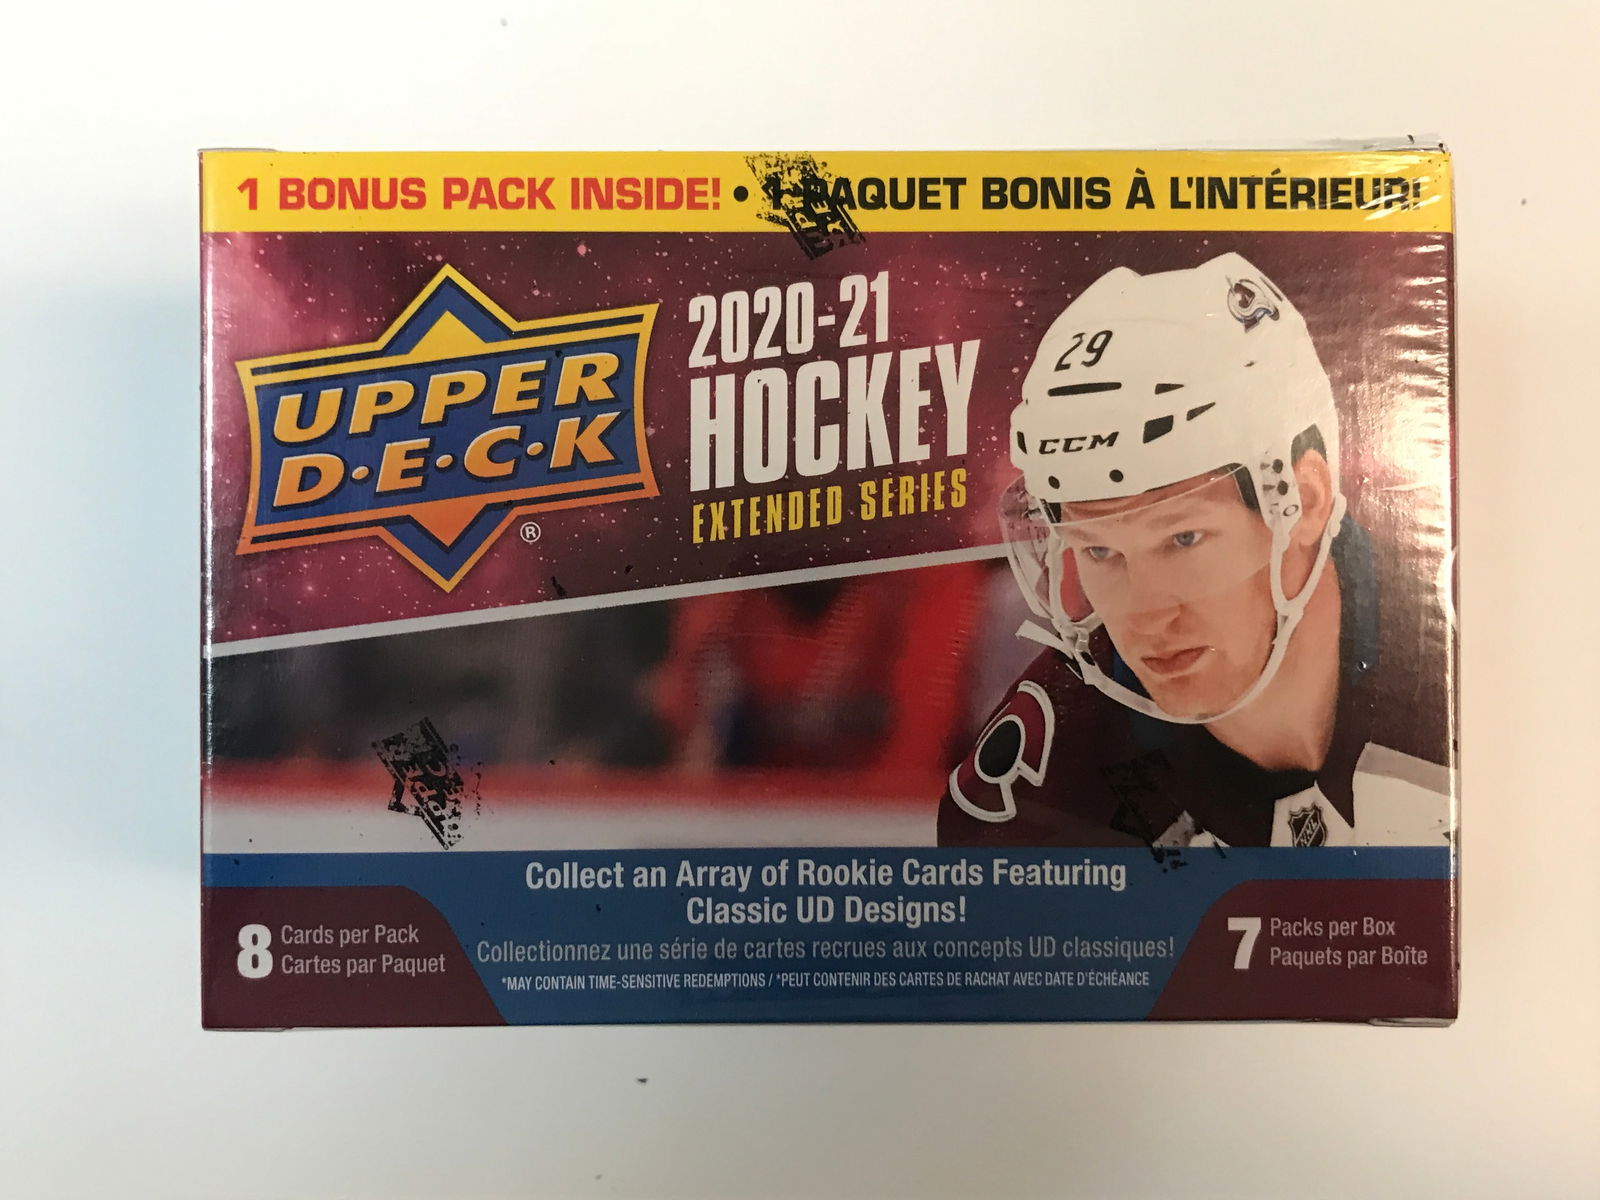 1 BONUS PACK INSIDE! • 1 PAQUET BONIS À L'INTÉRIEUR!
UPPER
D·E·C·K
®
2020-21
HOCKEY
EXTENDED SERIES
29
CCM
NHL
Collect an Array of Rookie Cards Featuring
Classic UD Designs!
Collectionnez une série de cartes recrues aux concepts UD classiques!
*MAY CONTAIN TIME-SENSITIVE REDEMPTIONS / *PEUT CONTENIR DES CARTES DE RACHAT AVEC DATE D'ÉCHÉANCE
8 Cards per Pack
Cartes par Paquet
7 Packs per Box
Paquets par Boîte